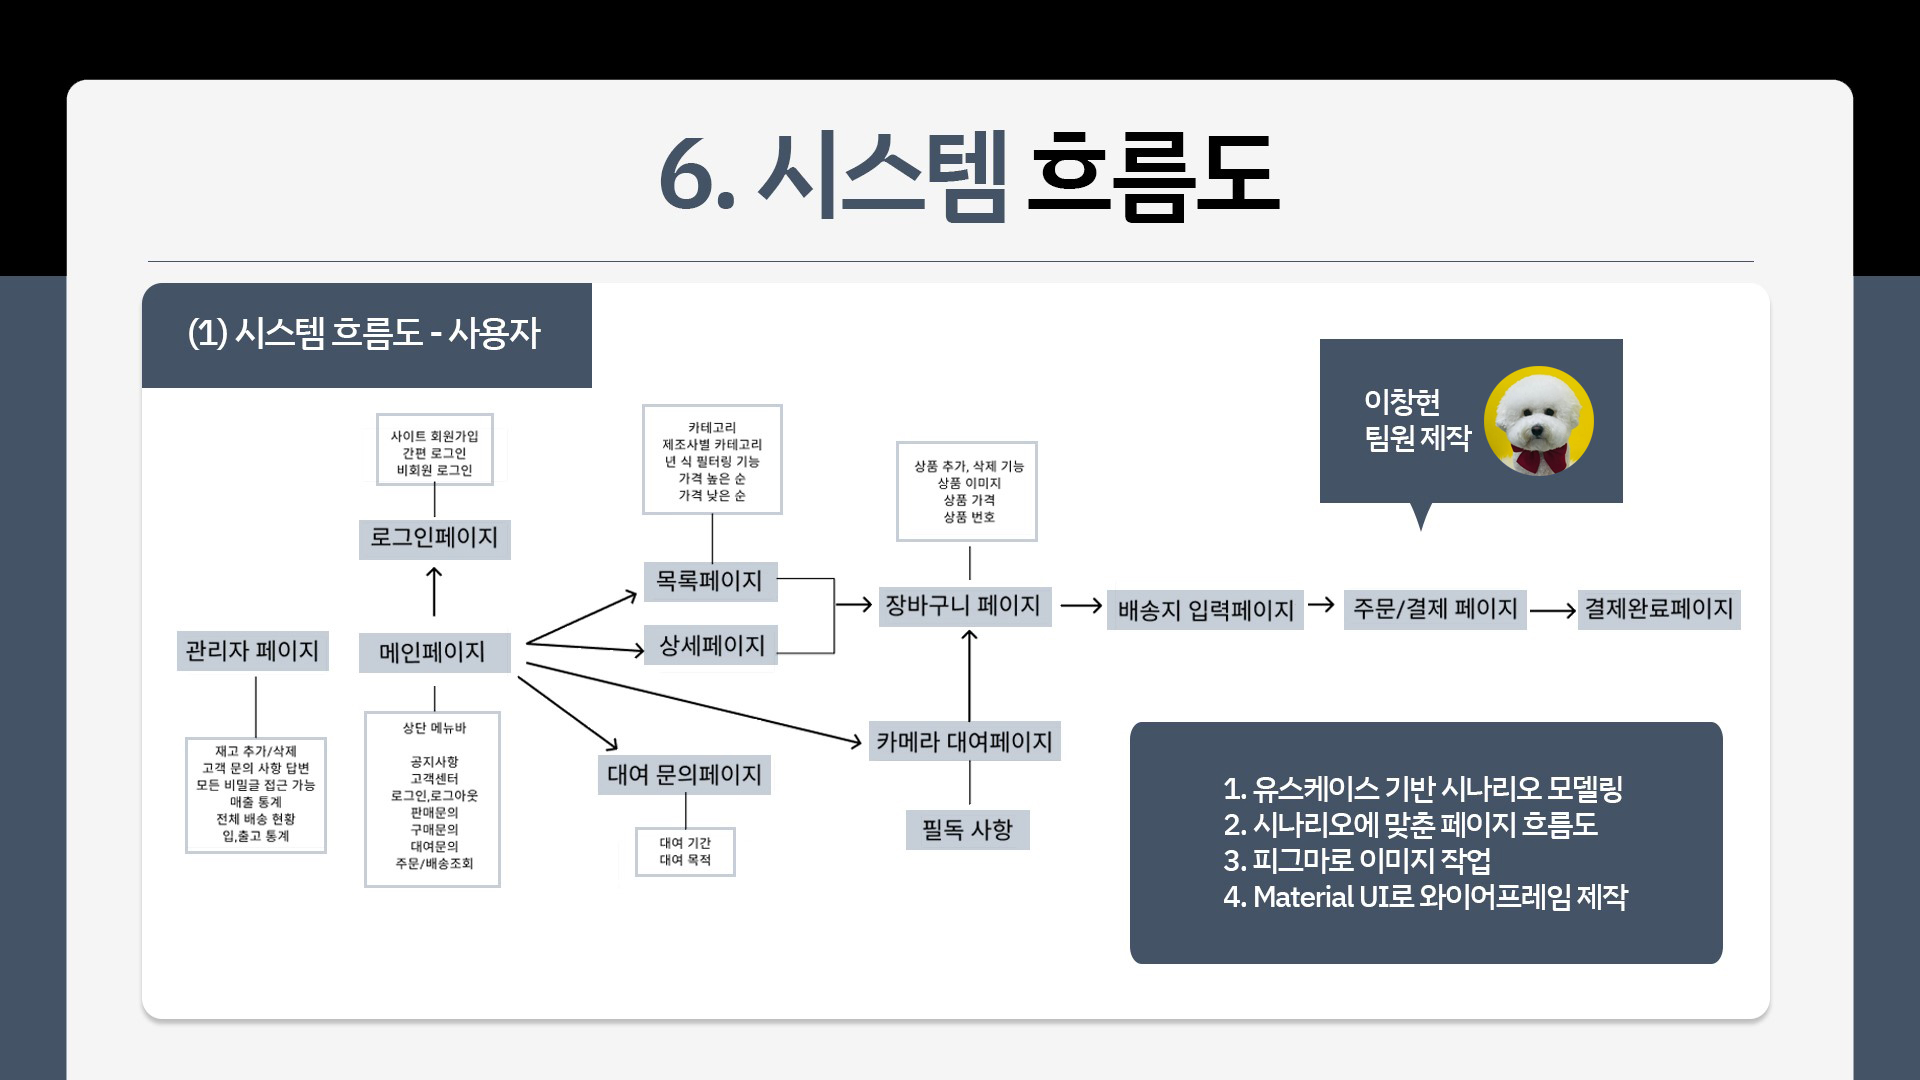 6. 시스템 흐름도
(1) 시스템 흐름도 - 사용자
이창현
팀원 제작
사이트 회원가입
간편 로그인
비회원 로그인
로그인페이지
카테고리
제조사별 카테고리
년 식 필터링 기능
가격 높은 순
가격 낮은 순
목록페이지
상세페이지
상품 추가, 삭제 기능
상품 이미지
상품 가격
상품 번호
장바구니 페이지
배송지 입력페이지
주문/결제 페이지
결제완료페이지
관리자 페이지
재고 추가/삭제
고객 문의 사항 답변
모든 비밀글 접근 가능
매출 통계
전체 배송 현황
입,출고 통계
메인페이지
상단 메뉴바
공지사항
고객센터
로그인,로그아웃
판매문의
구매문의
대여문의
주문/배송조회
대여 문의페이지
대여 기간
대여 목적
카메라 대여페이지
필독 사항
1. 유스케이스 기반 시나리오 모델링
2. 시나리오에 맞춘 페이지 흐름도
3. 피그마로 이미지 작업
4. Material UI로 와이어프레임 제작